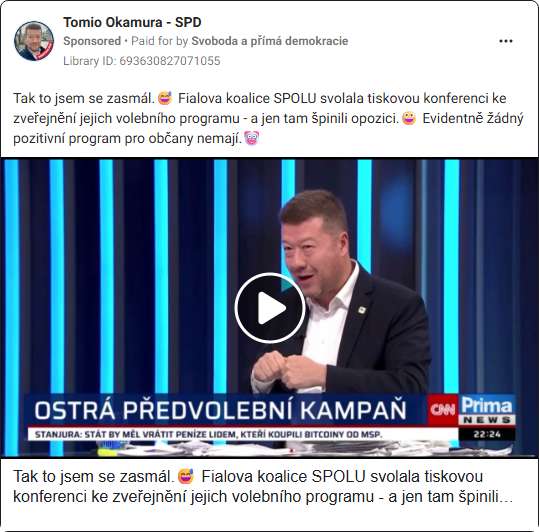 Tomio Okamura - SPD
Sponsored • Paid for by Svoboda a přímá demokracie
Library ID: 693630827071055
Tak to jsem se zasmál.😅 Fialova koalice SPOLU svolala tiskovou konferenci ke
zveřejnění jejich volebního programu - a jen tam špinili opozici.😀 Evidentně žádný
pozitivní program pro občany nemají.🤡
OSTRÁ PŘEDVOLEBNÍ KAMPAŇ
CNN Prima
NEWS
STANJURA: STÁT BY MĚL VRÁTIT PENÍZE LIDEM, KTEŘÍ KOUPILI BITCOINY OD MSP.
22:24
Tak to jsem se zasmál.😅 Fialova koalice SPOLU svolala tiskovou
konferenci ke zveřejnění jejich volebního programu - a jen tam špinili…